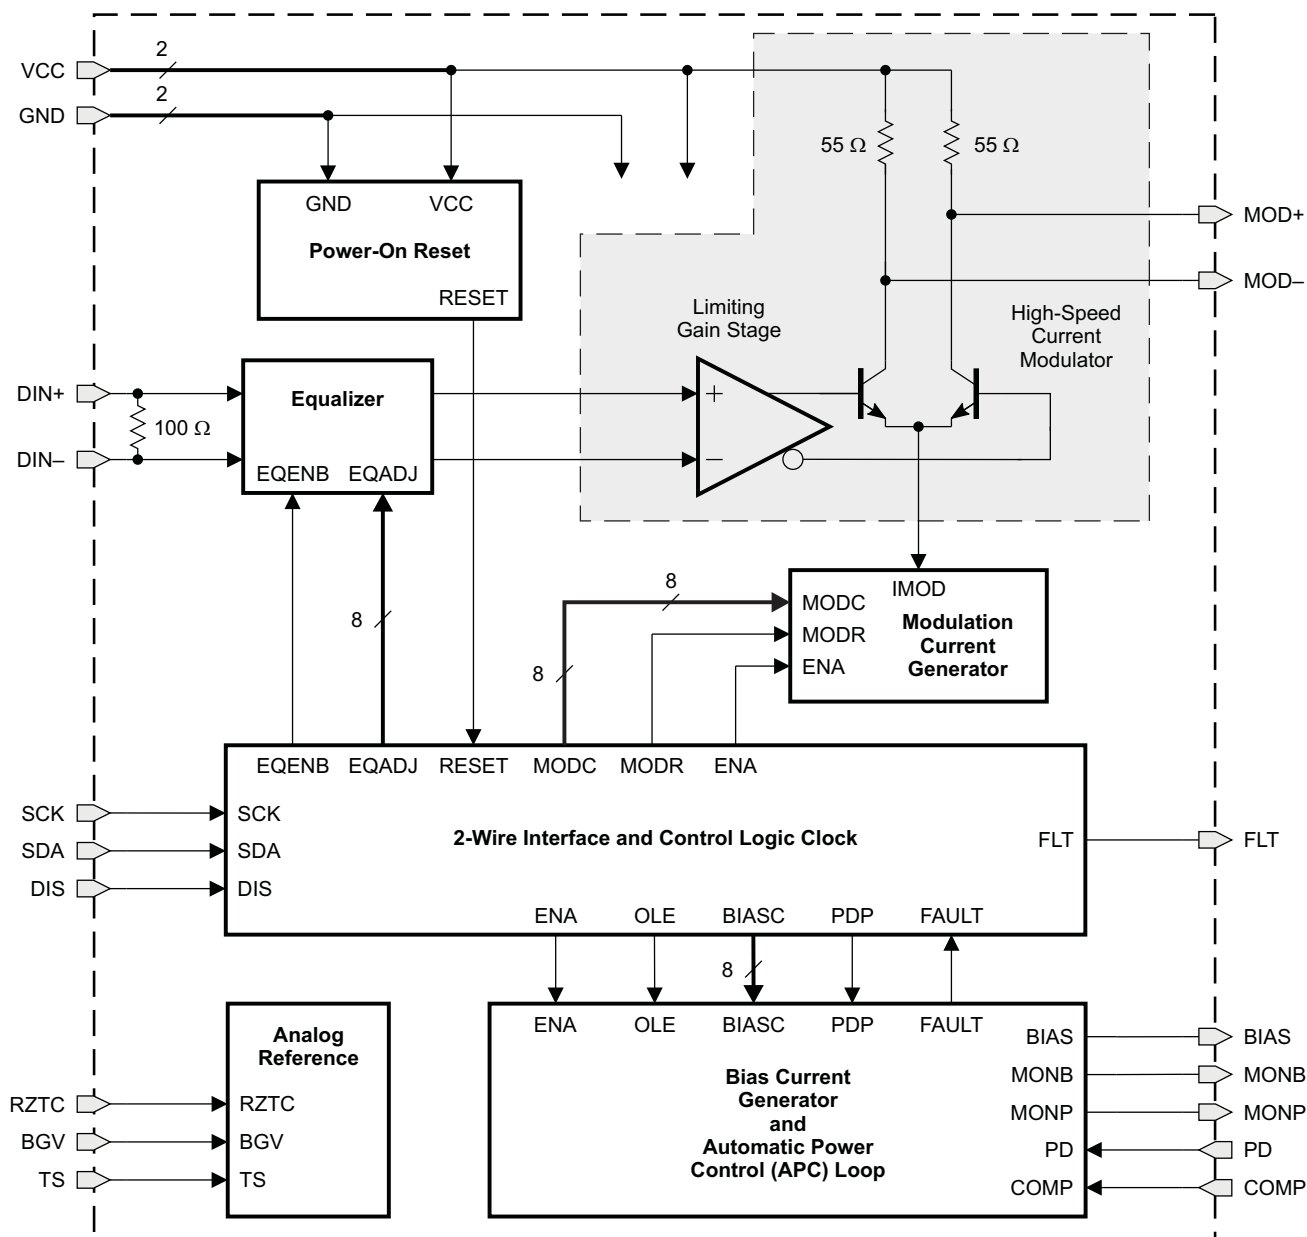 2
VCC
2
GND
55 Ω
55 Ω
GND
VCC
MOD+
Power-On Reset
MOD–
RESET
Limiting
Gain Stage
High-Speed
Current
Modulator
DIN+
Equalizer
+
100 Ω
DIN–
–
EQENB
EQADJ
8
8
8
IMOD
MODC
MODR
ENA
Modulation
Current
Generator
EQENB
EQADJ
RESET
MODC
MODR
ENA
SCK
SCK
2-Wire Interface and Control Logic Clock
FLT
FLT
SDA
SDA
DIS
DIS
ENA
OLE
BIASC
PDP
FAULT
8
ENA
OLE
BIASC
PDP
FAULT
Analog
Reference
BIAS
BIAS
MONB
MONB
Bias Current
Generator
and
Automatic Power
Control (APC) Loop
RZTC
RZTC
MONP
MONP
BGV
BGV
PD
PD
TS
TS
COMP
COMP